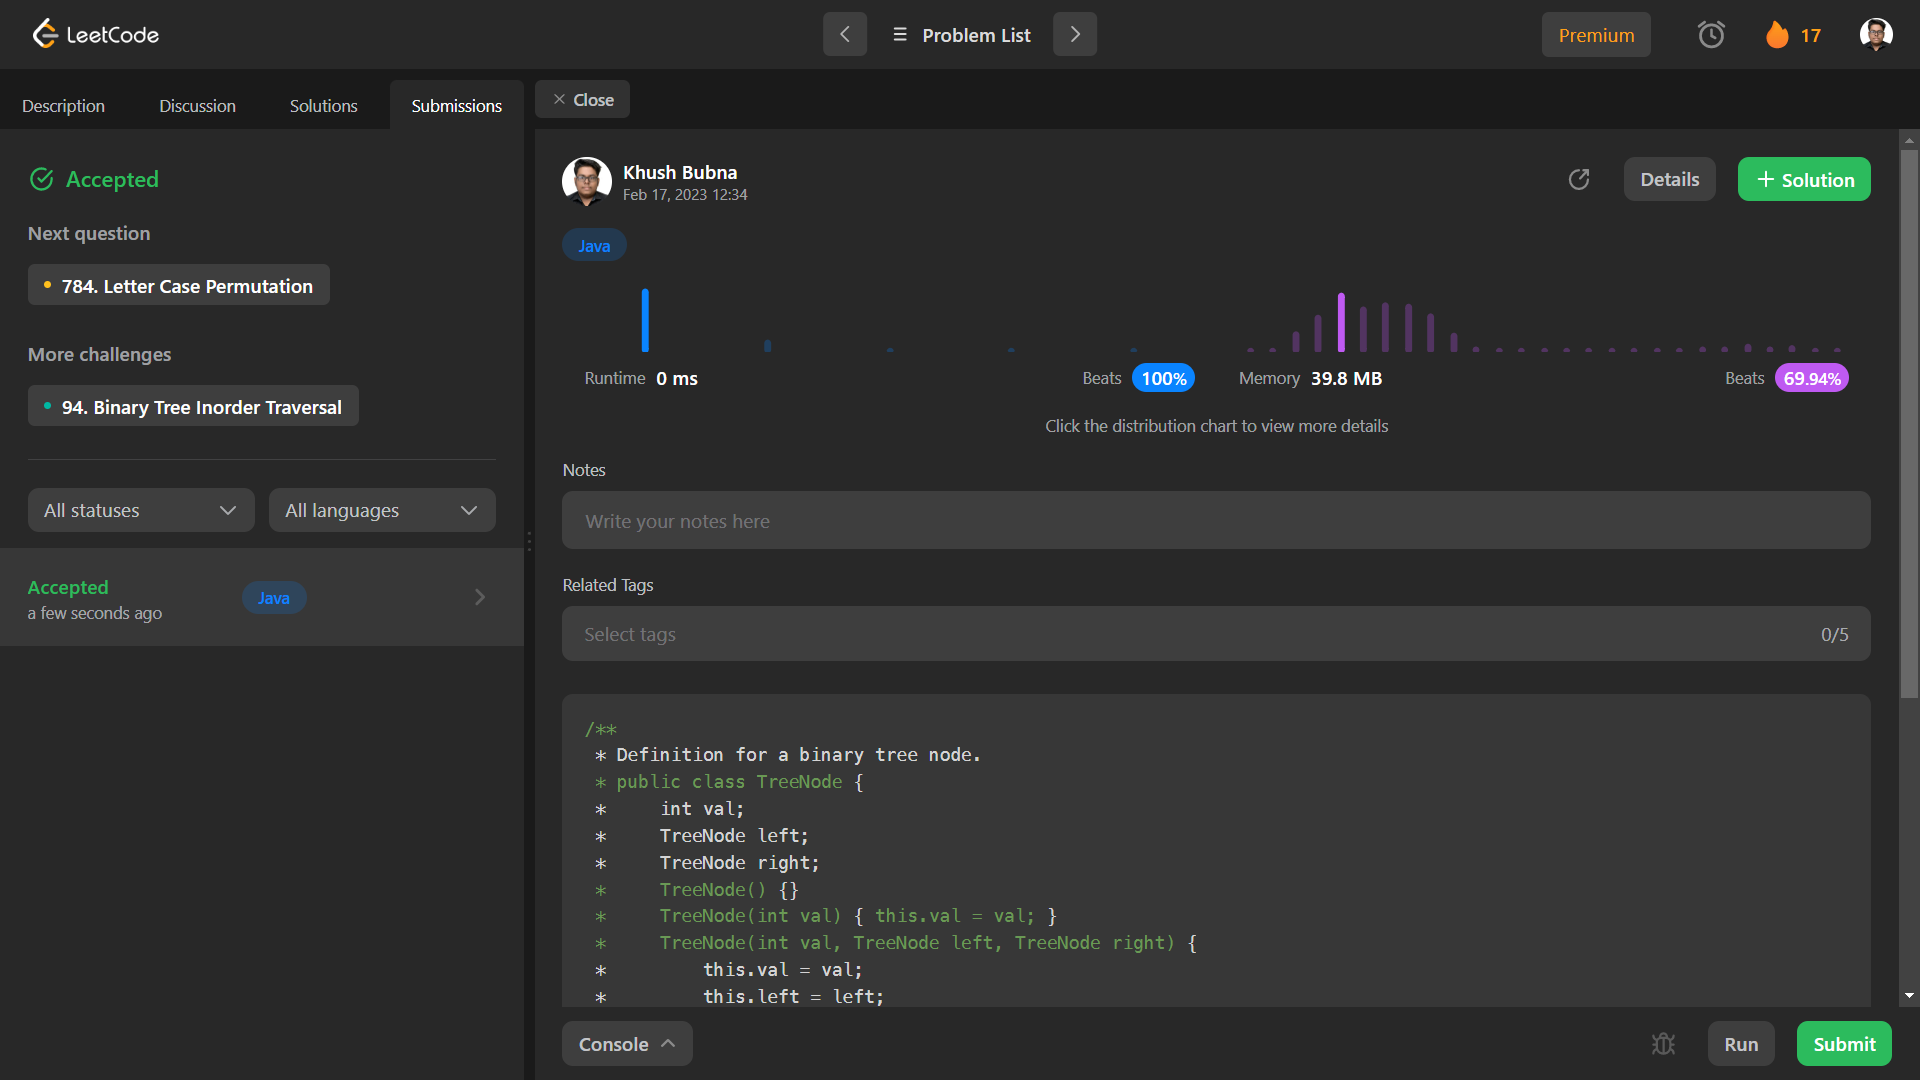 LeetCode
Problem List
Premium
17
Description
Discussion
Solutions
Submissions
Close
Accepted
Next question
784. Letter Case Permutation
More challenges
94. Binary Tree Inorder Traversal
All statuses
All languages
Accepted
a few seconds ago
Java
Khush Bubna
Feb 17, 2023 12:34
Details
+ Solution
Java
Runtime 0 ms
Beats 100%
Memory 39.8 MB
Beats 69.94%
Click the distribution chart to view more details
Notes
Write your notes here
Related Tags
Select tags
0/5
/**
 * Definition for a binary tree node.
 * public class TreeNode {
 *     int val;
 *     TreeNode left;
 *     TreeNode right;
 *     TreeNode() {}
 *     TreeNode(int val) { this.val = val; }
 *     TreeNode(int val, TreeNode left, TreeNode right) {
 *         this.val = val;
 *         this.left = left;
Console
Run
Submit